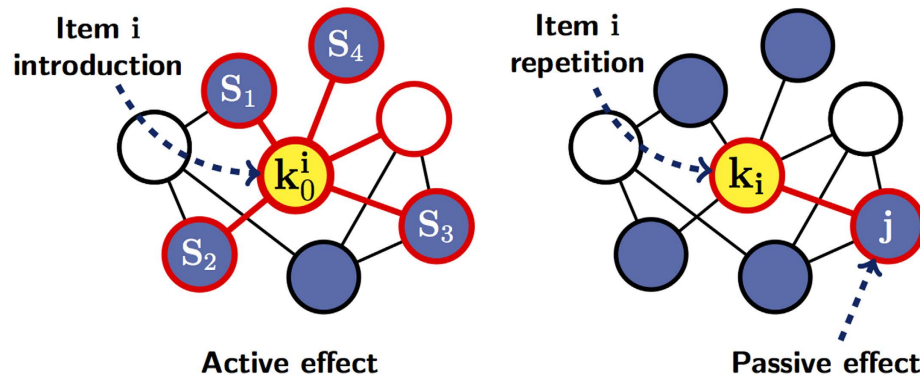 Item i
introduction
S₁
S₄
k₀ⁱ
S₂
S₃
Active effect
Item i
repetition
kᵢ
j
Passive effect